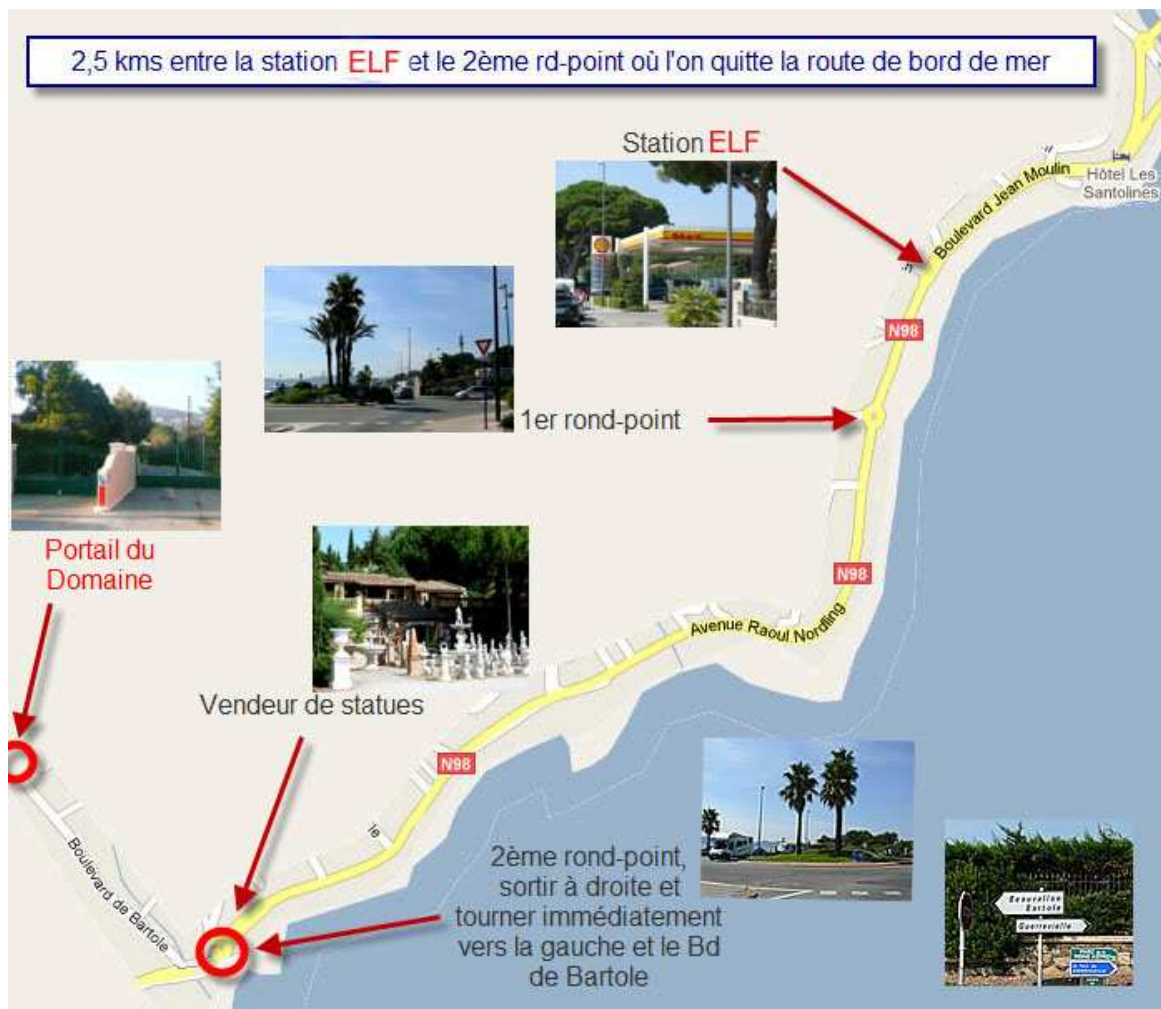 2,5 kms entre la station ELF et le 2ème rd-point où l'on quitte la route de bord de mer
Station ELF
Boulevard Jean Moulin
Hôtel Les
Santolines
N98
1er rond-point
Portail du
Domaine
N98
Avenue Raoul Nordling
Vendeur de statues
N98
le
Boulevard de Bartole
2ème rond-point,
sortir à droite et
tourner immédiatement
vers la gauche et le Bd
de Bartole
Beauvallon
Bartole
Guerrevieille